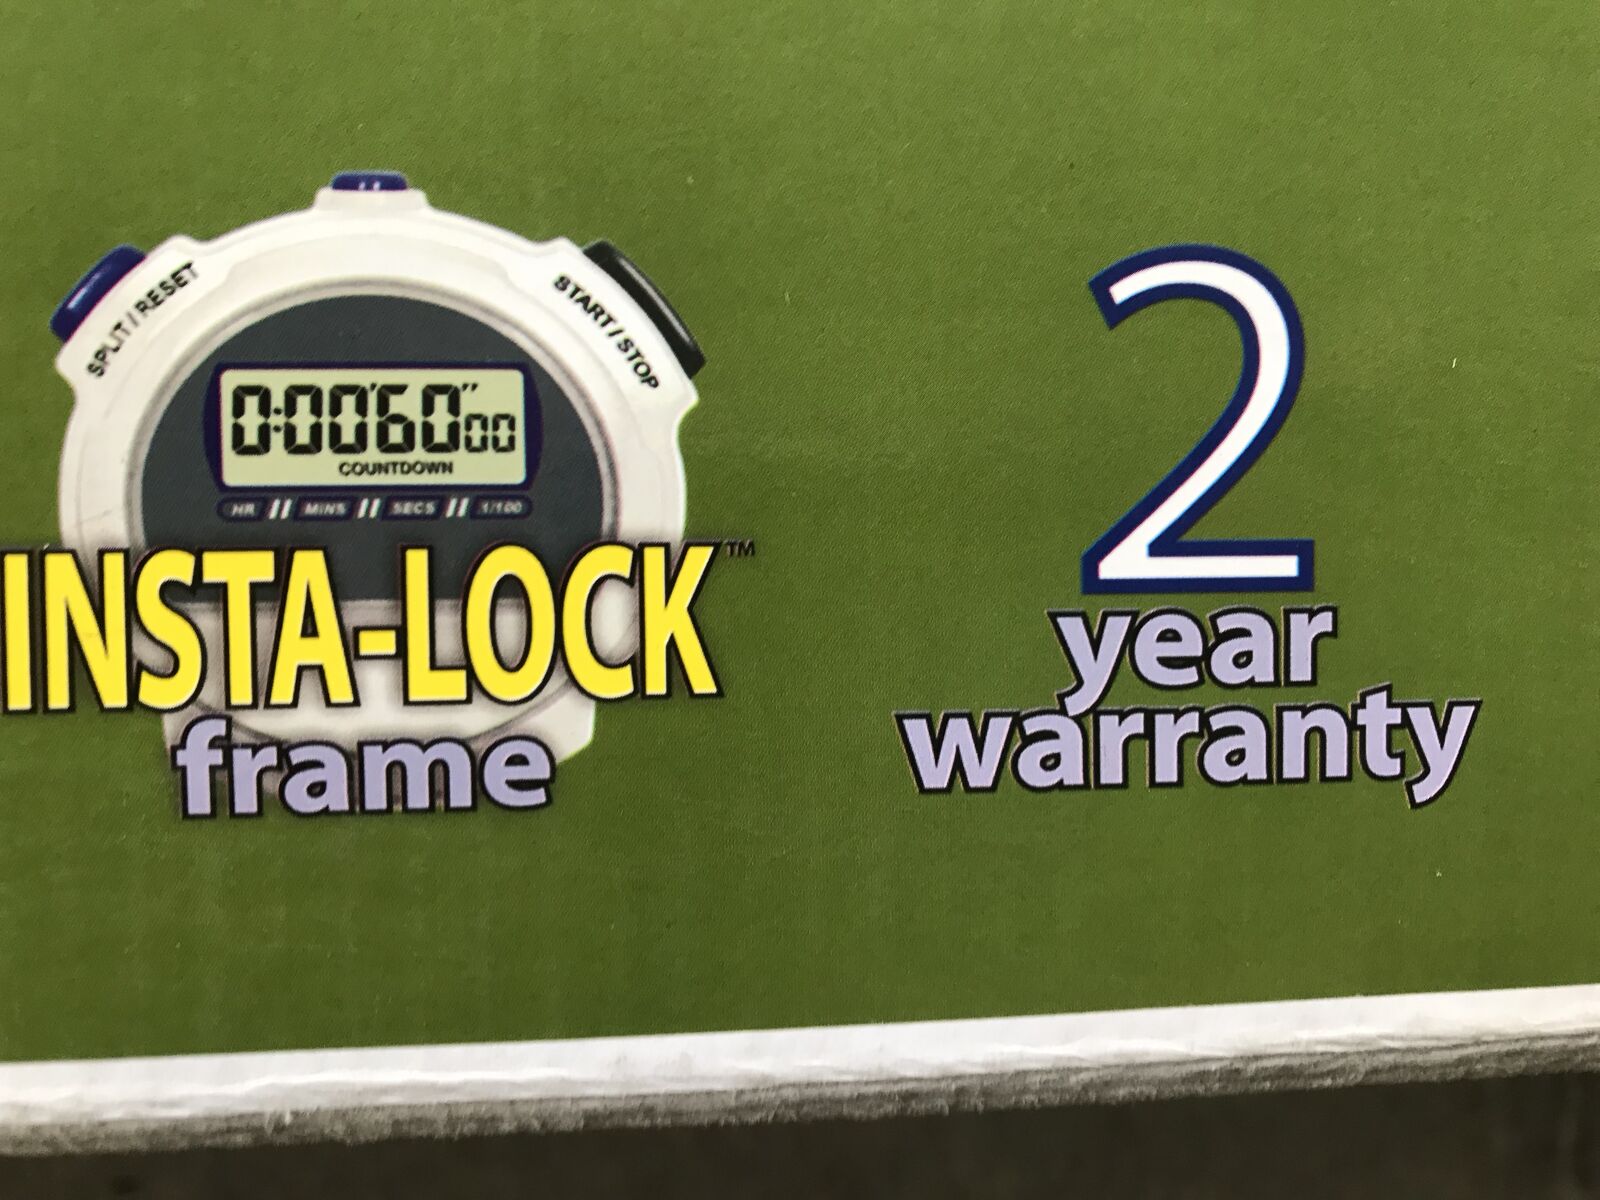 SPLIT / RESET
START / STOP
0:00'60"00
COUNTDOWN
HR // MINS // SECS // 1/100
INSTA-LOCK™
frame
2
year
warranty